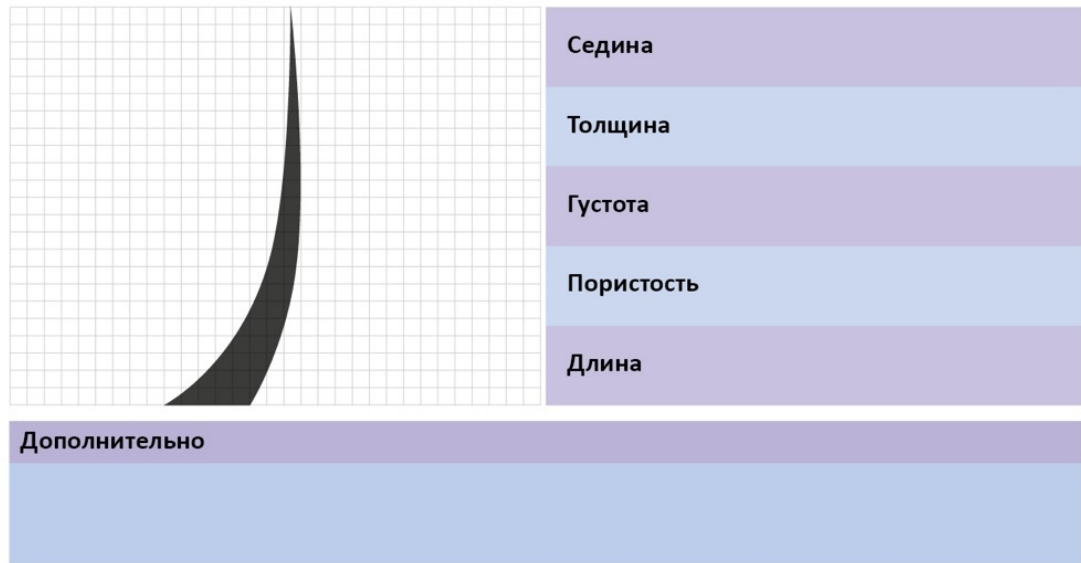 Седина
Толщина
Густота
Пористость
Длина
Дополнительно